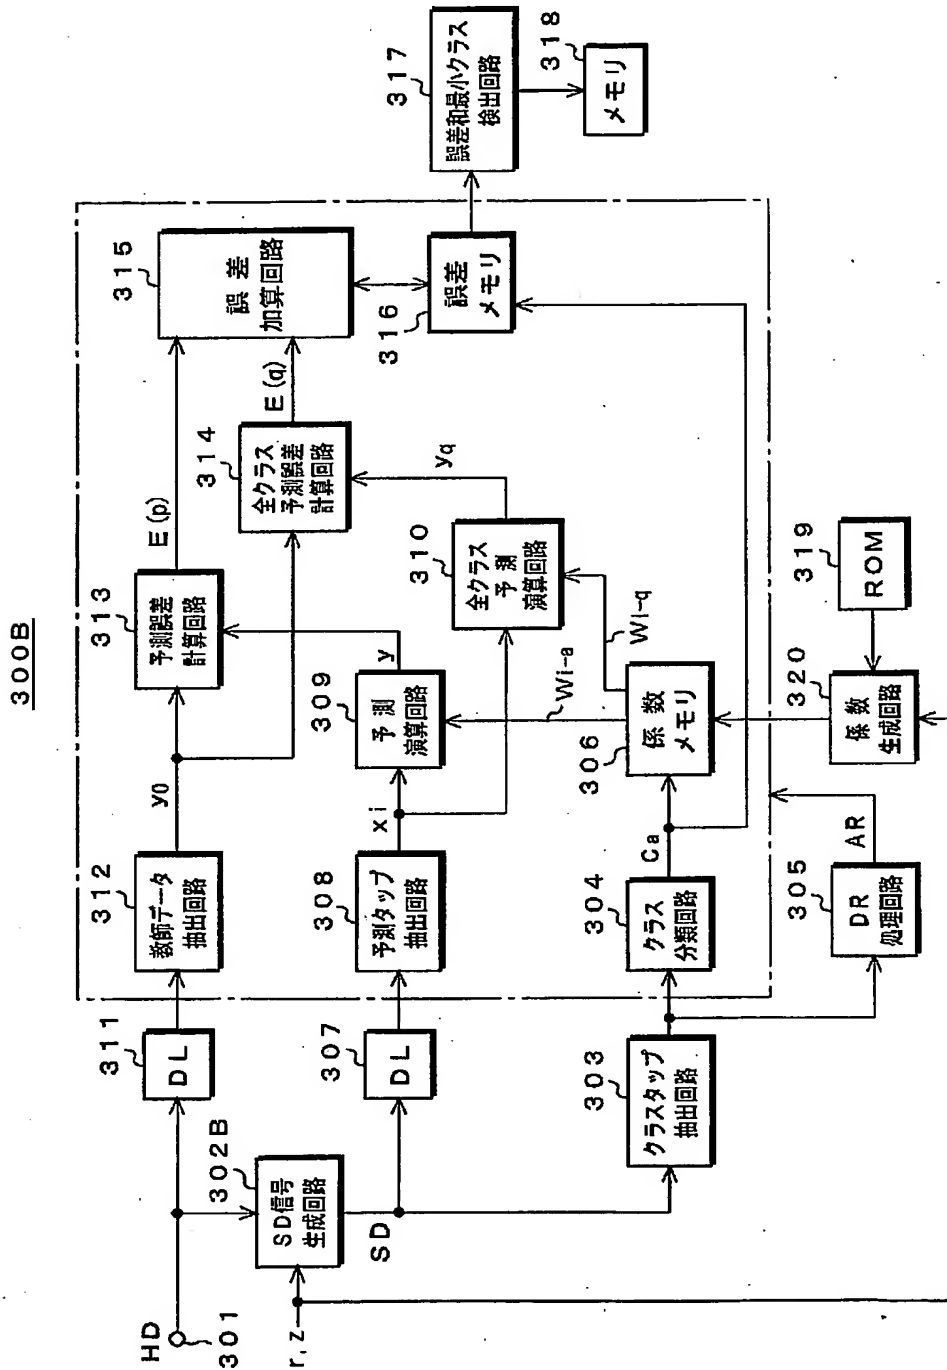 300B
HD
301
r, z
302B
SD信号
生成回路
SD
311
DL
307
DL
303
クラスタップ
抽出回路
312
教師データ
抽出回路
y0
308
予測タップ
抽出回路
xi
304
クラス
分類回路
Ca
305
DR
処理回路
AR
313
予測誤差
計算回路
E(p)
309
予測
演算回路
y
Wi-a
306
係数
メモリ
Wi-q
320
係数
生成回路
319
ROM
310
全クラス
予測
演算回路
yq
314
全クラス
予測誤差
計算回路
E(q)
315
誤差
加算回路
316
誤差
メモリ
317
誤差和最小クラス
検出回路
318
メモリ